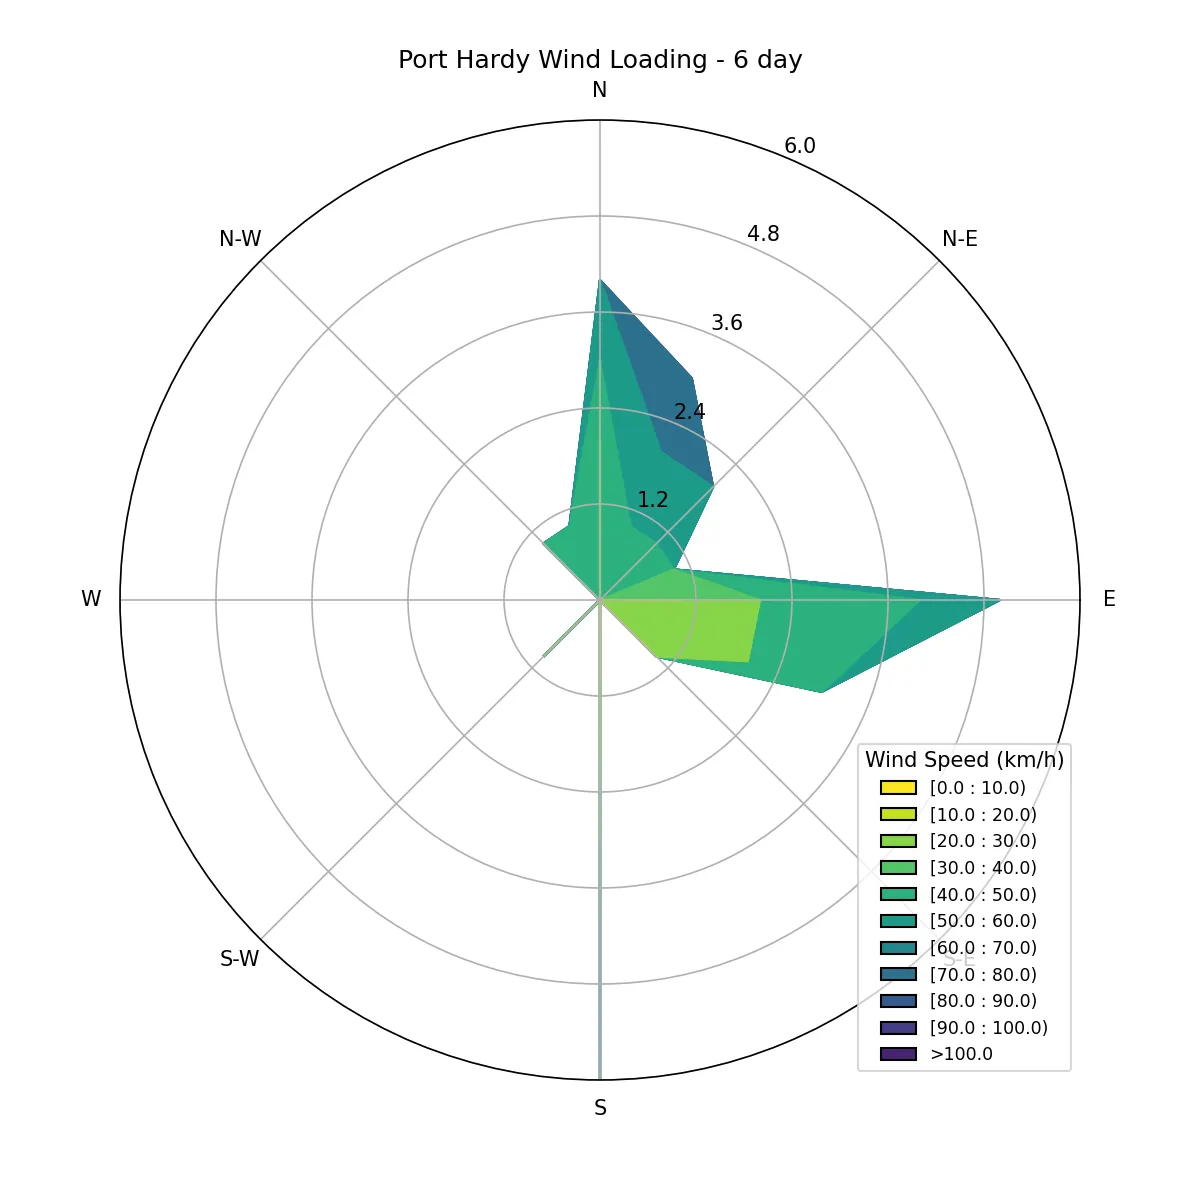 Port Hardy Wind Loading - 6 day
N
6.0
4.8
N-W
N-E
3.6
2.4
1.2
W
E
Wind Speed (km/h)
[0.0 : 10.0)
[10.0 : 20.0)
[20.0 : 30.0)
[30.0 : 40.0)
[40.0 : 50.0)
[50.0 : 60.0)
[60.0 : 70.0)
[70.0 : 80.0)
[80.0 : 90.0)
[90.0 : 100.0)
>100.0
S-W
S-E
S